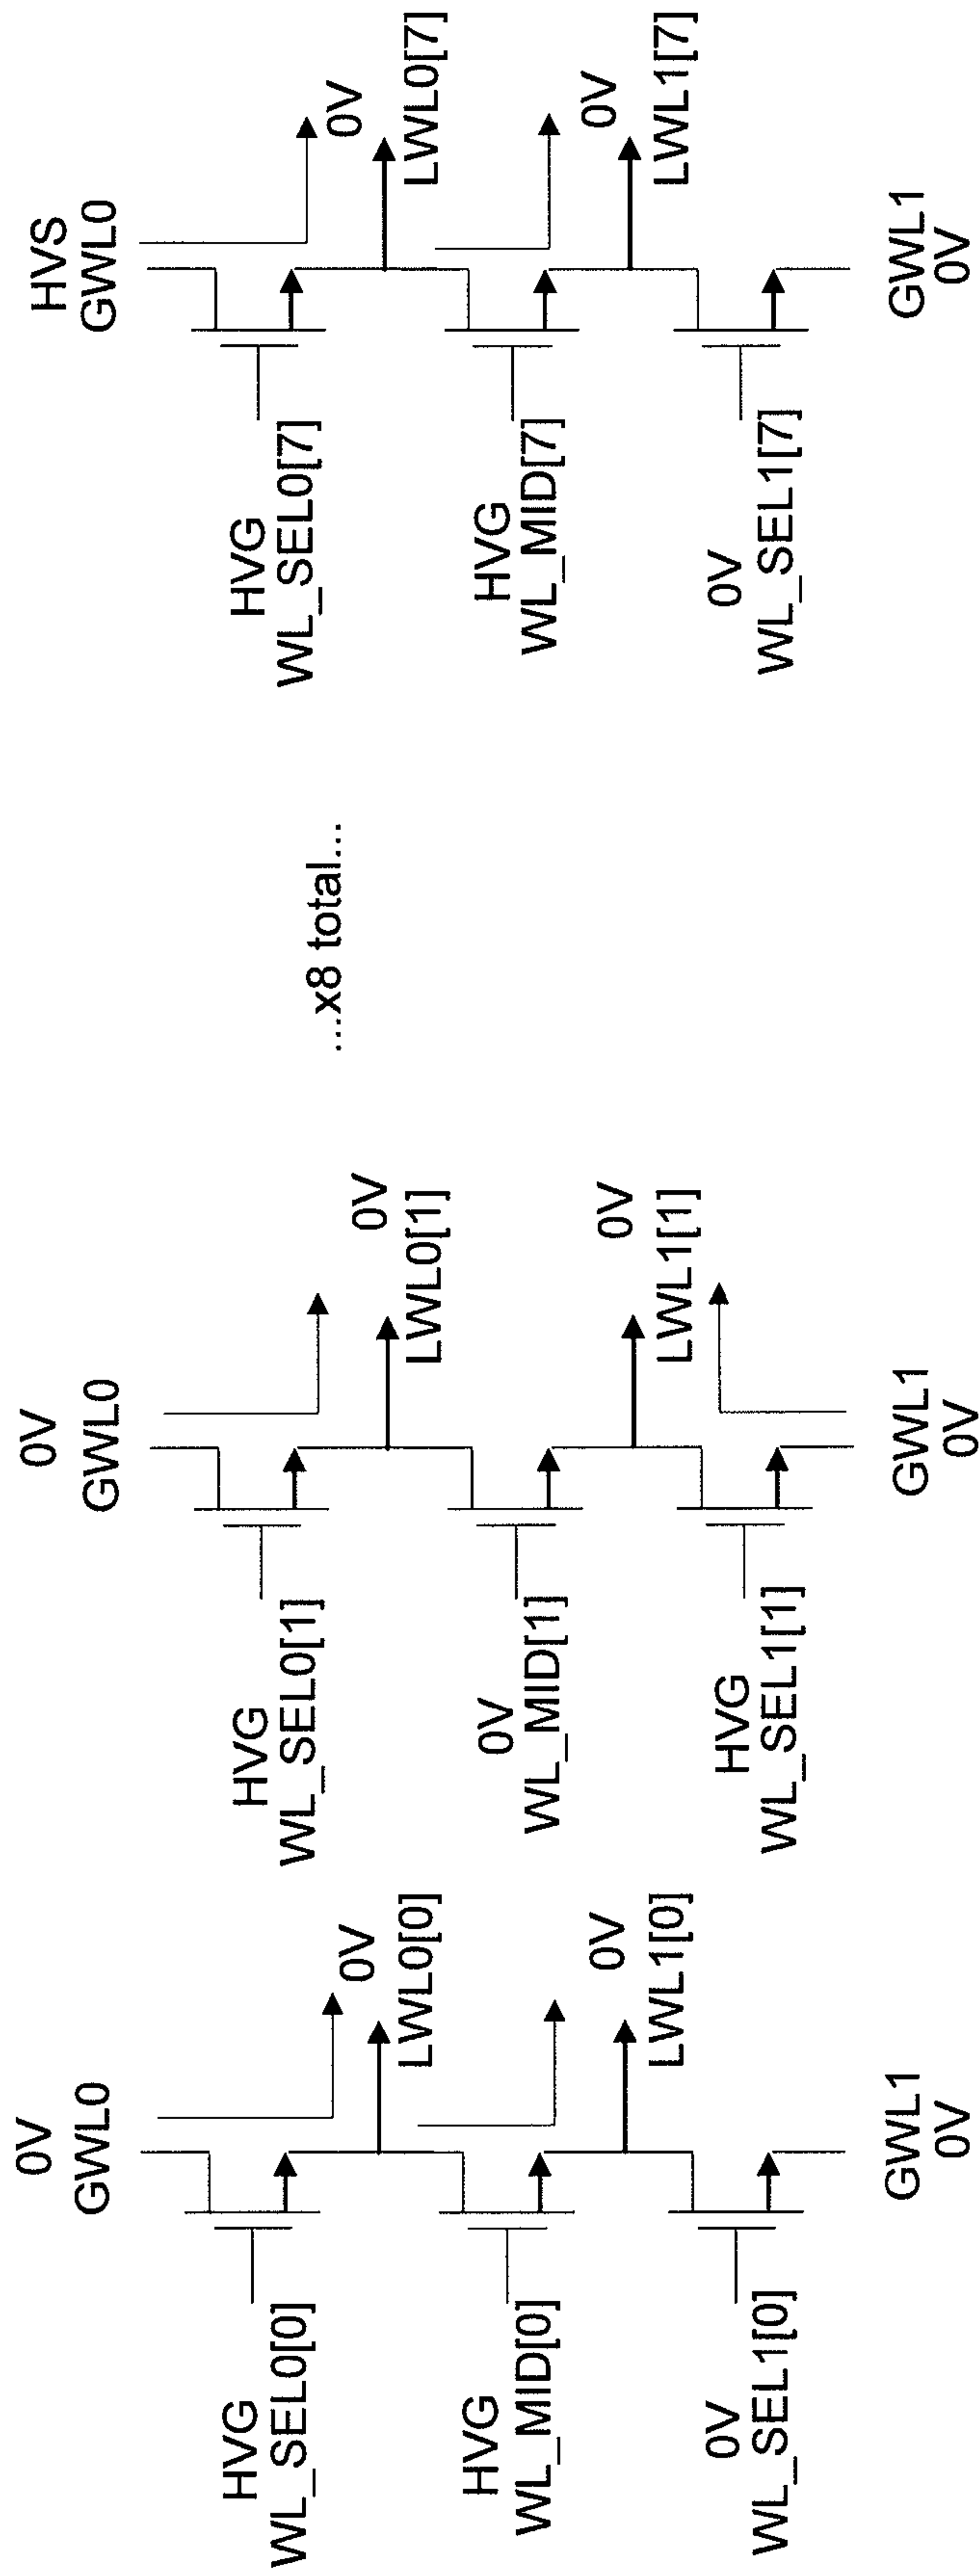 0V
GWL0
HVG
WL_SEL0[0]
0V
LWL0[0]
HVG
WL_MID[0]
0V
LWL1[0]
0V
WL_SEL1[0]
GWL1
0V
0V
GWL0
HVG
WL_SEL0[1]
0V
LWL0[1]
0V
WL_MID[1]
0V
LWL1[1]
HVG
WL_SEL1[1]
GWL1
0V
...x8 total...
HVS
GWL0
HVG
WL_SEL0[7]
0V
LWL0[7]
HVG
WL_MID[7]
0V
LWL1[7]
0V
WL_SEL1[7]
GWL1
0V